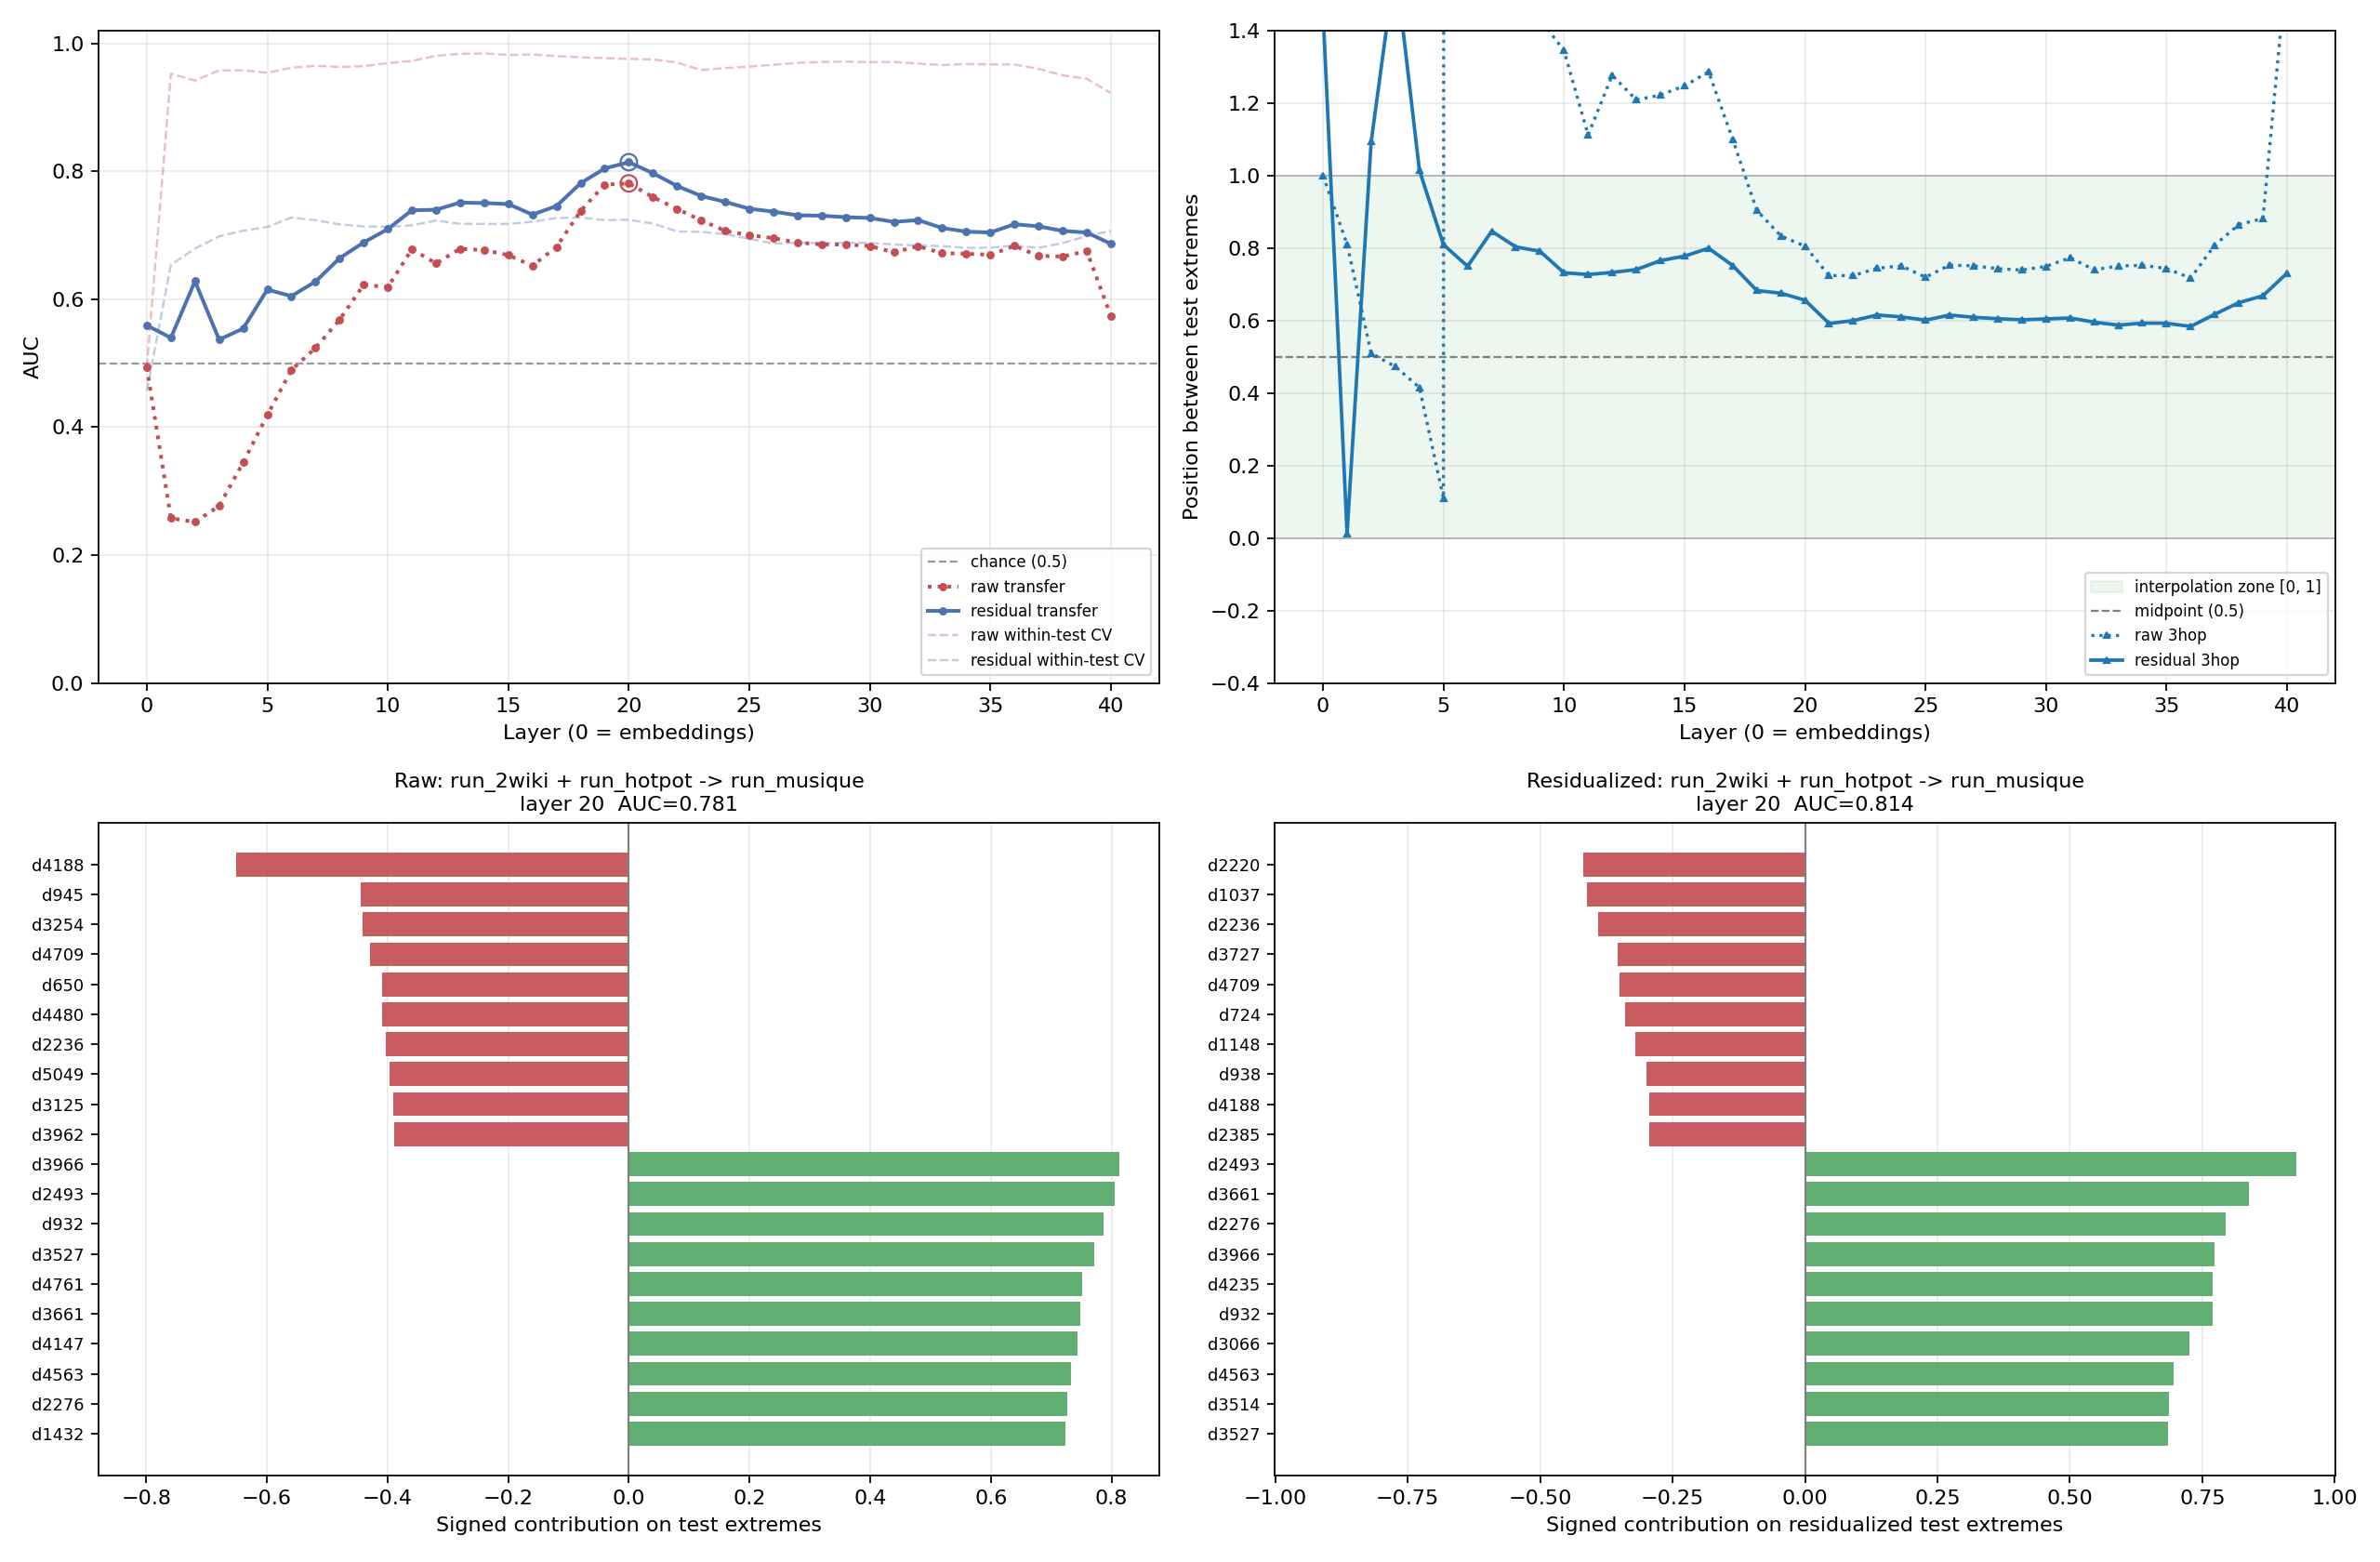 1.0
0.8
0.6
0.4
0.2
0.0
AUC
0
5
10
15
20
25
30
35
40
Layer (0 = embeddings)
chance (0.5)
raw transfer
residual transfer
raw within-test CV
residual within-test CV
1.4
1.2
1.0
0.8
0.6
0.4
0.2
0.0
−0.2
−0.4
Position between test extremes
0
5
10
15
20
25
30
35
40
Layer (0 = embeddings)
interpolation zone [0, 1]
midpoint (0.5)
raw 3hop
residual 3hop
Raw: run_2wiki + run_hotpot -> run_musique
layer 20  AUC=0.781
d4188
d945
d3254
d4709
d650
d4480
d2236
d5049
d3125
d3962
d3966
d2493
d932
d3527
d4761
d3661
d4147
d4563
d2276
d1432
−0.8
−0.6
−0.4
−0.2
0.0
0.2
0.4
0.6
0.8
Signed contribution on test extremes
Residualized: run_2wiki + run_hotpot -> run_musique
layer 20  AUC=0.814
d2220
d1037
d2236
d3727
d4709
d724
d1148
d938
d4188
d2385
d2493
d3661
d2276
d3966
d4235
d932
d3066
d4563
d3514
d3527
−1.00
−0.75
−0.50
−0.25
0.00
0.25
0.50
0.75
1.00
Signed contribution on residualized test extremes